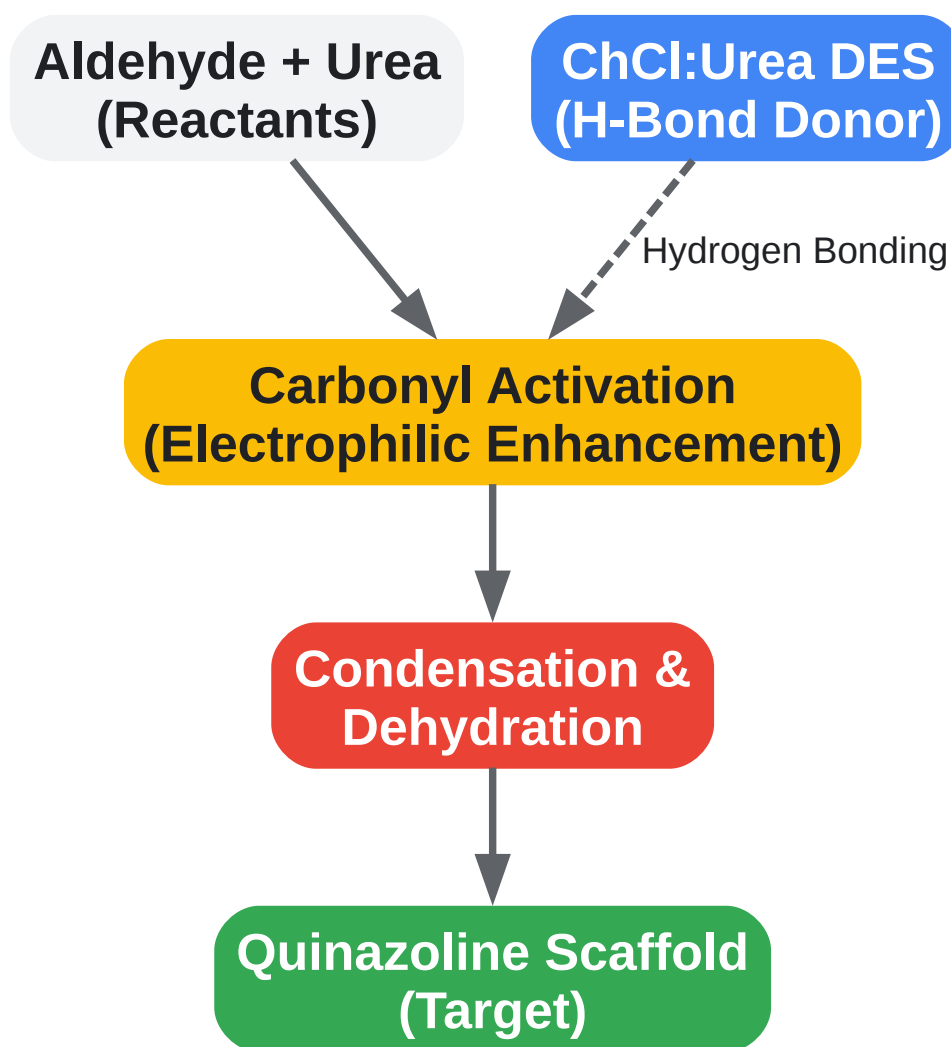 Aldehyde + Urea
(Reactants)
ChCl:Urea DES
(H-Bond Donor)
Hydrogen Bonding
Carbonyl Activation
(Electrophilic Enhancement)
Condensation &
Dehydration
Quinazoline Scaffold
(Target)